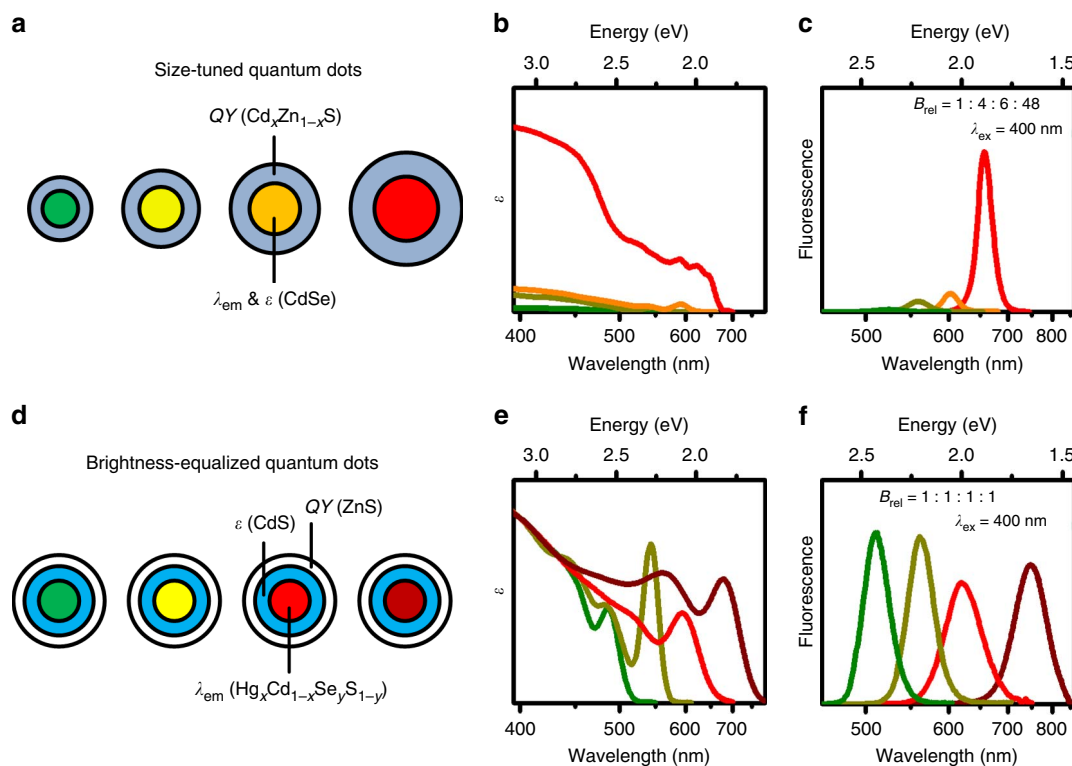 a
Size-tuned quantum dots
QY (CdₓZn₁₋ₓS)
λem & ε (CdSe)
b
Energy (eV)
3.0 2.5 2.0
ε
400 500 600 700
Wavelength (nm)
c
Energy (eV)
2.5 2.0 1.5
Brel = 1 : 4 : 6 : 48
λex = 400 nm
Fluoresscence
500 600 700 800
Wavelength (nm)
d
Brightness-equalized quantum dots
QY (ZnS)
ε (CdS)
λem (HgₓCd₁₋ₓSeyS₁₋y)
e
Energy (eV)
3.0 2.5 2.0
ε
400 500 600 700
Wavelength (nm)
f
Energy (eV)
2.5 2.0 1.5
Brel = 1 : 1 : 1 : 1
λex = 400 nm
Fluorescence
500 600 700 800
Wavelength (nm)